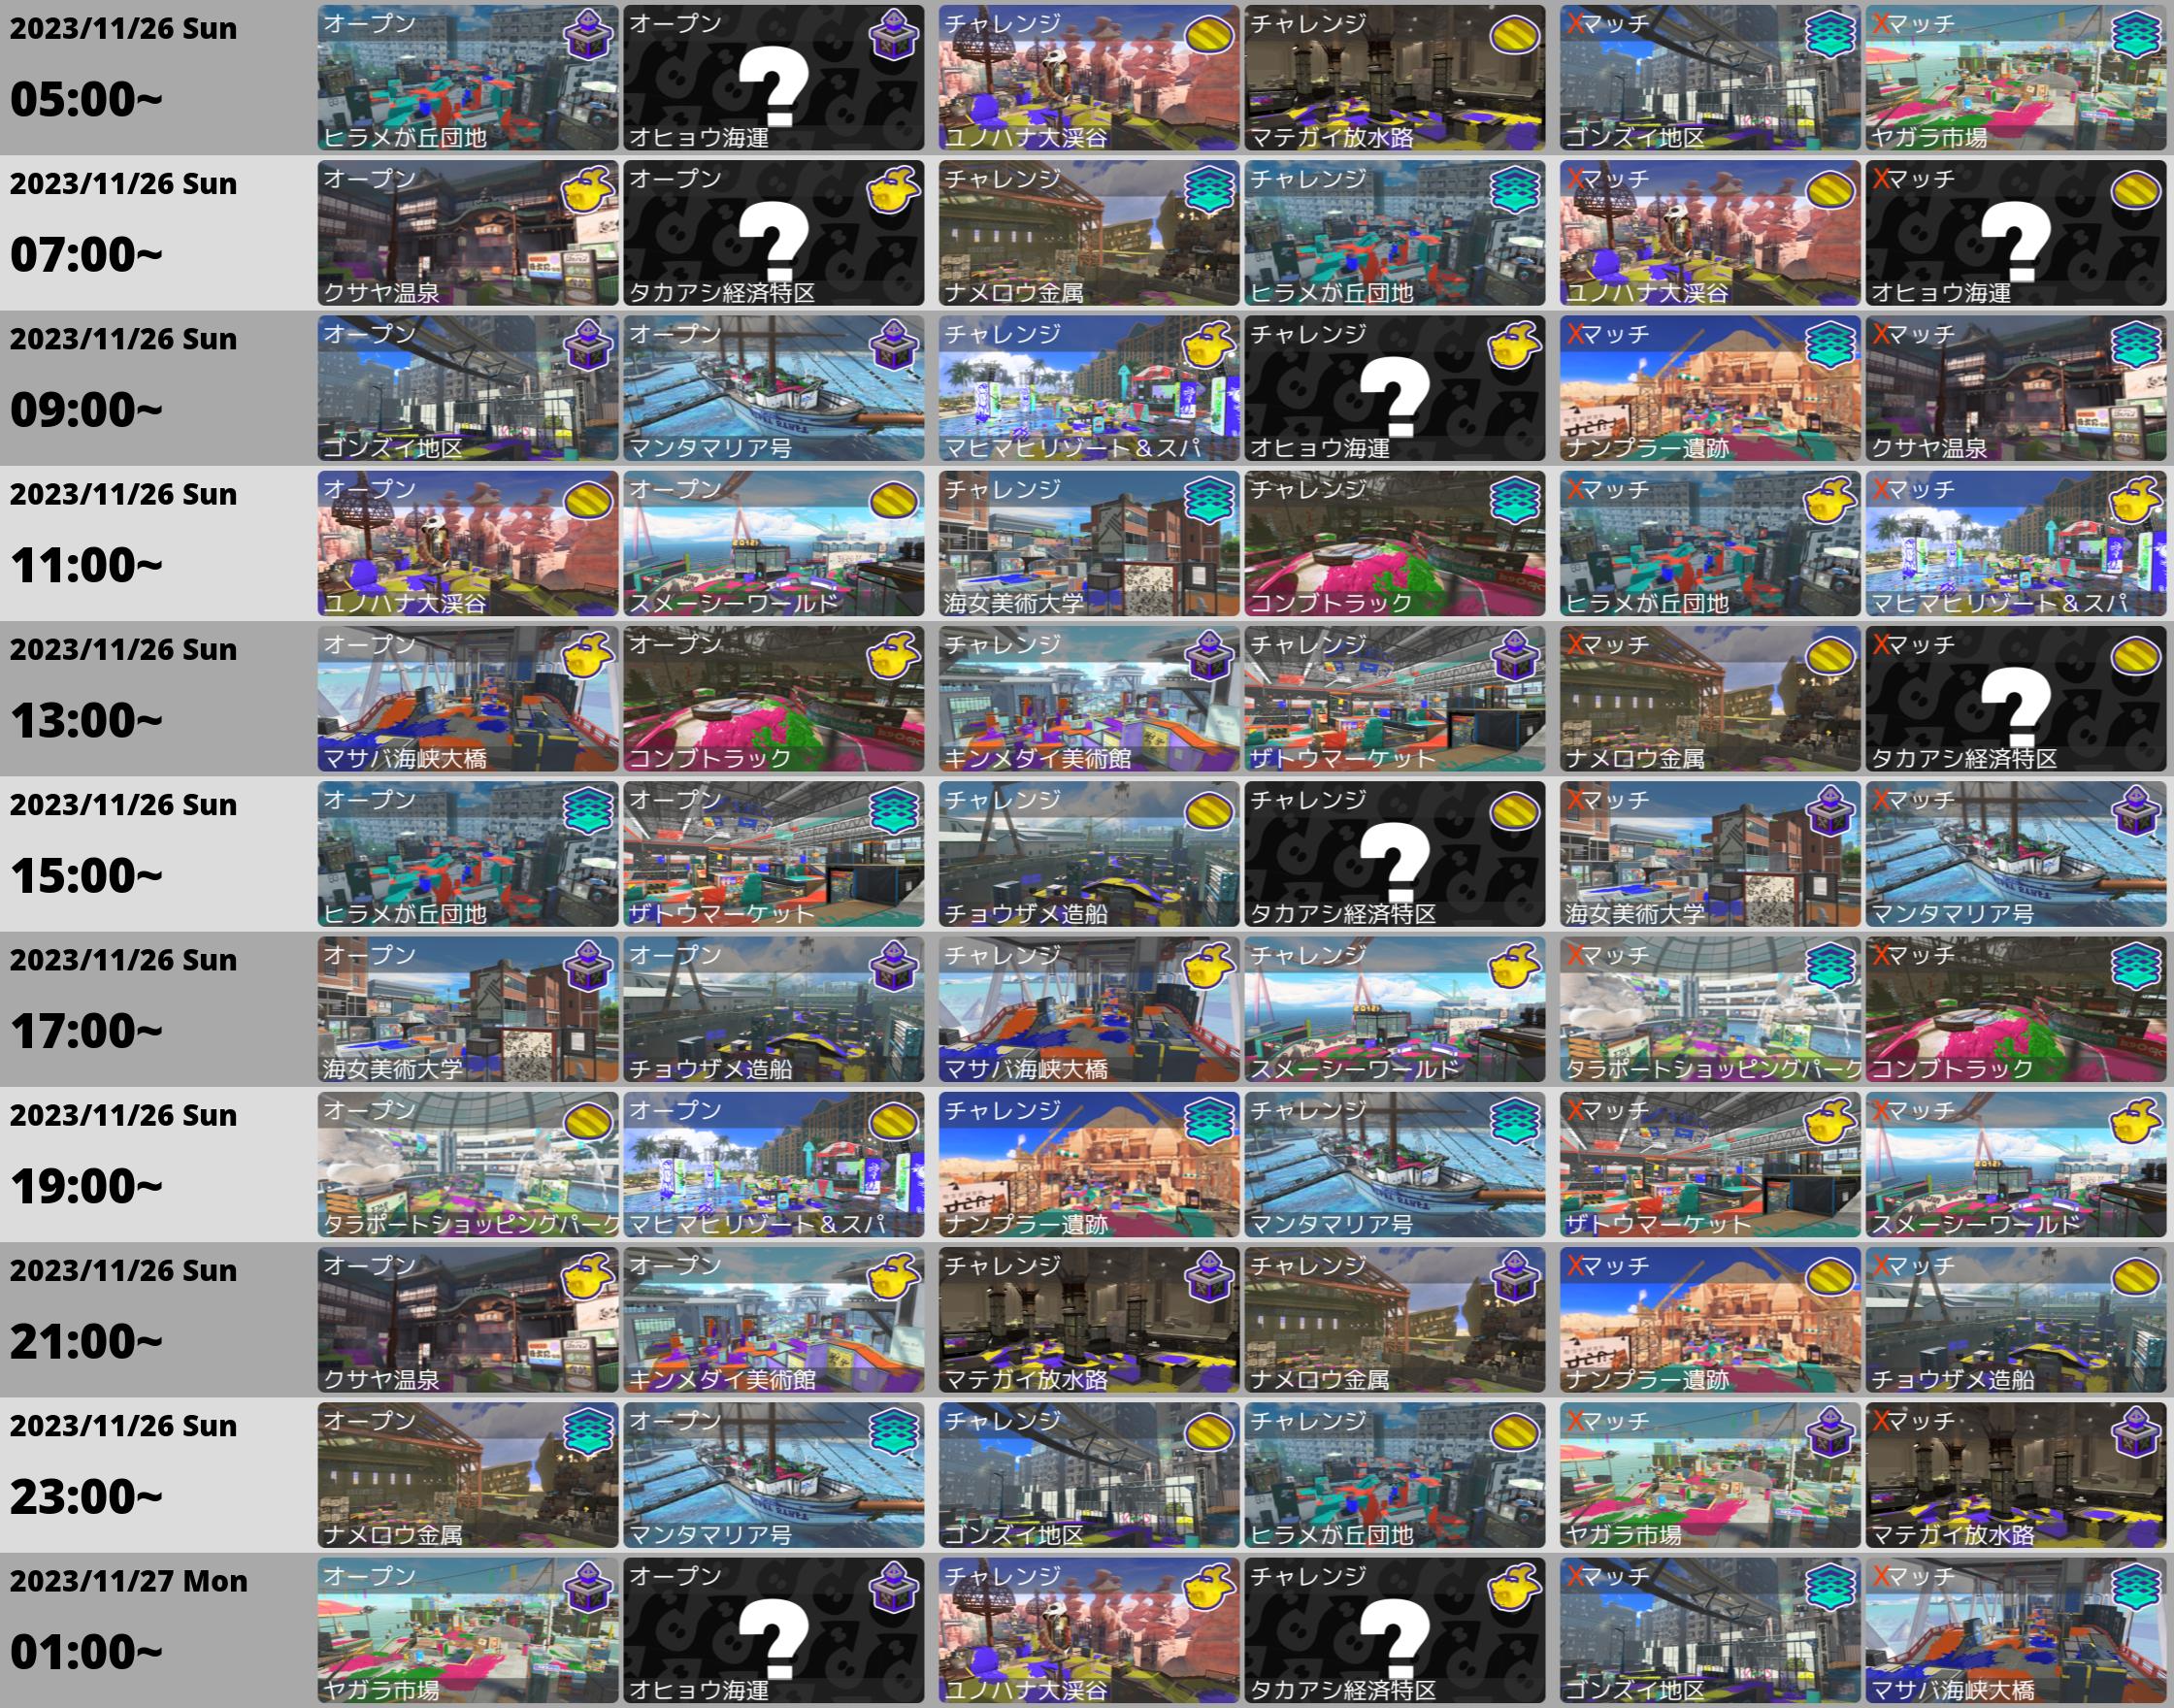 2023/11/26 Sun
05:00~
オープン
オープン
チャレンジ
チャレンジ
Xマッチ
Xマッチ
ヒラメが丘団地
オヒョウ海運
ユノハナ大渓谷
マテガイ放水路
ゴンズイ地区
ヤガラ市場
2023/11/26 Sun
07:00~
オープン
オープン
チャレンジ
チャレンジ
Xマッチ
Xマッチ
クサヤ温泉
タカアシ経済特区
ナメロウ金属
ヒラメが丘団地
ユノハナ大渓谷
オヒョウ海運
2023/11/26 Sun
09:00~
オープン
オープン
チャレンジ
チャレンジ
Xマッチ
Xマッチ
ゴンズイ地区
マンタマリア号
マヒマヒリゾート＆スパ
オヒョウ海運
ナンプラー遺跡
クサヤ温泉
2023/11/26 Sun
11:00~
オープン
オープン
チャレンジ
チャレンジ
Xマッチ
Xマッチ
ユノハナ大渓谷
スメーシーワールド
海女美術大学
コンブトラック
ヒラメが丘団地
マヒマヒリゾート＆スパ
2023/11/26 Sun
13:00~
オープン
オープン
チャレンジ
チャレンジ
Xマッチ
Xマッチ
マサバ海峡大橋
コンブトラック
キンメダイ美術館
ザトウマーケット
ナメロウ金属
タカアシ経済特区
2023/11/26 Sun
15:00~
オープン
オープン
チャレンジ
チャレンジ
Xマッチ
Xマッチ
ヒラメが丘団地
ザトウマーケット
チョウザメ造船
タカアシ経済特区
海女美術大学
マンタマリア号
2023/11/26 Sun
17:00~
オープン
オープン
チャレンジ
チャレンジ
Xマッチ
Xマッチ
海女美術大学
チョウザメ造船
マサバ海峡大橋
スメーシーワールド
タラポートショッピングパーク
コンブトラック
2023/11/26 Sun
19:00~
オープン
オープン
チャレンジ
チャレンジ
Xマッチ
Xマッチ
タラポートショッピングパーク
マヒマヒリゾート＆スパ
ナンプラー遺跡
マンタマリア号
ザトウマーケット
スメーシーワールド
2023/11/26 Sun
21:00~
オープン
オープン
チャレンジ
チャレンジ
Xマッチ
Xマッチ
クサヤ温泉
キンメダイ美術館
マテガイ放水路
ナメロウ金属
ナンプラー遺跡
チョウザメ造船
2023/11/26 Sun
23:00~
オープン
オープン
チャレンジ
チャレンジ
Xマッチ
Xマッチ
ナメロウ金属
マンタマリア号
ゴンズイ地区
ヒラメが丘団地
ヤガラ市場
マテガイ放水路
2023/11/27 Mon
01:00~
オープン
オープン
チャレンジ
チャレンジ
Xマッチ
Xマッチ
ヤガラ市場
オヒョウ海運
ユノハナ大渓谷
タカアシ経済特区
ゴンズイ地区
マサバ海峡大橋